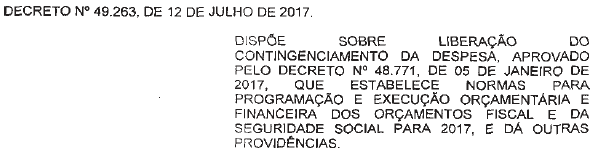 DECRETO Nº 49.263, DE 12 DE JULHO DE 2017.
DISPÕE SOBRE LIBERAÇÃO DO
CONTINGENCIAMENTO DA DESPESA, APROVADO
PELO DECRETO Nº 48.771, DE 05 DE JANEIRO DE
2017, QUE ESTABELECE NORMAS PARA
PROGRAMAÇÃO E EXECUÇÃO ORÇAMENTÁRIA E
FINANCEIRA DOS ORÇAMENTOS FISCAL E DA
SEGURIDADE SOCIAL PARA 2017, E DÁ OUTRAS
PROVIDÊNCIAS.